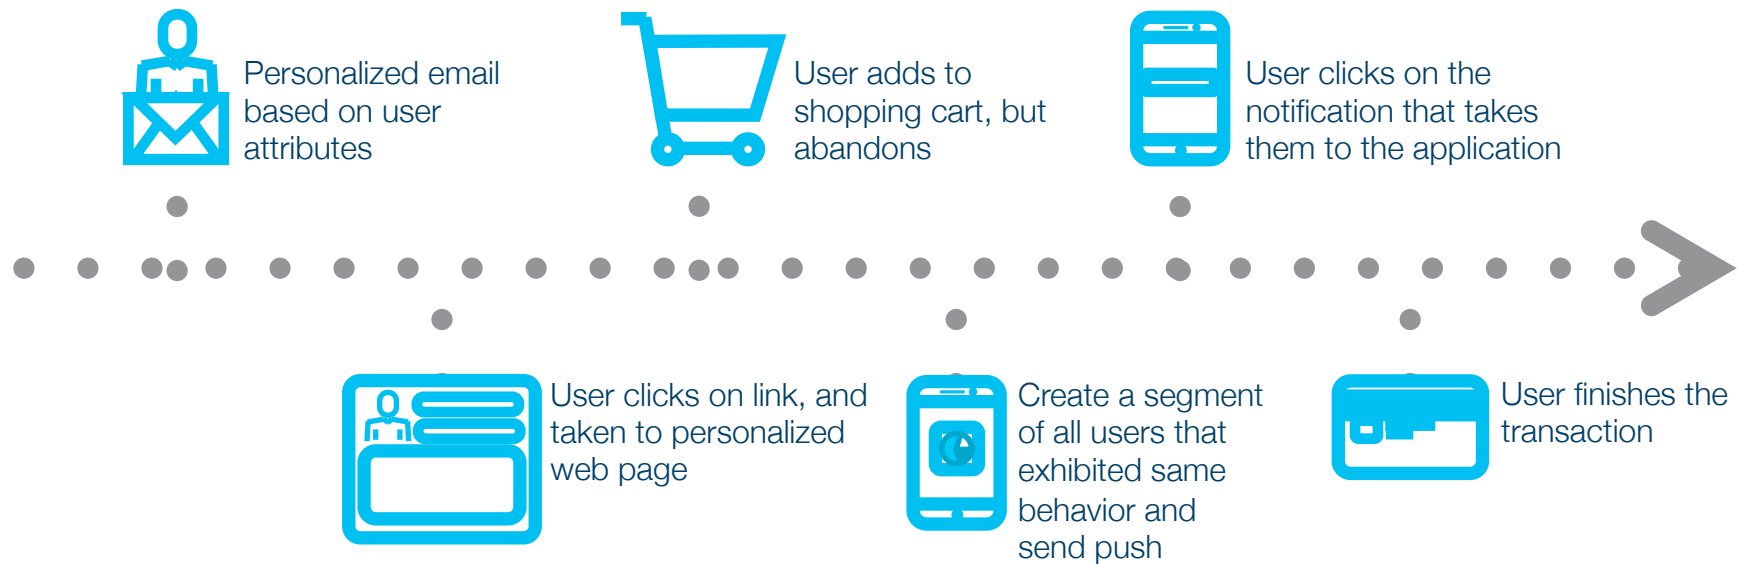 Personalized email
based on user
attributes
User clicks on link, and
taken to personalized
web page
User adds to
shopping cart, but
abandons
Create a segment
of all users that
exhibited same
behavior and
send push
User clicks on the
notification that takes
them to the application
User finishes the
transaction